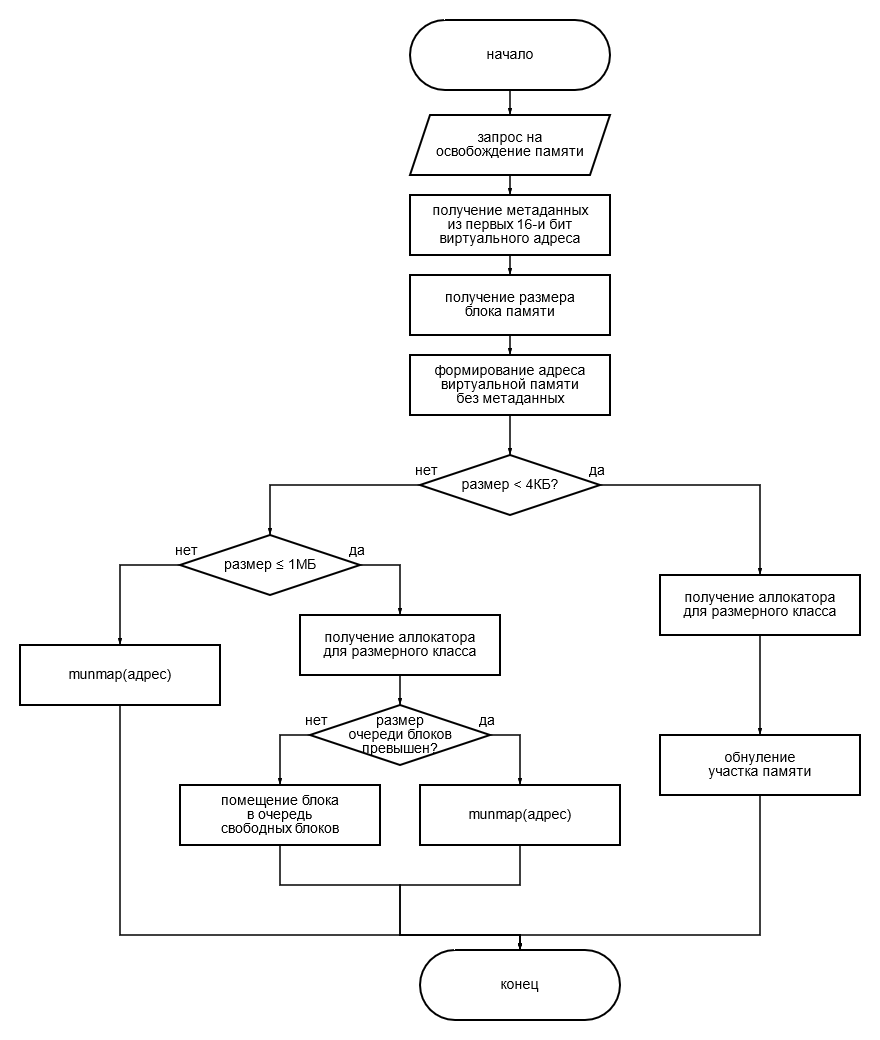 начало
запрос на
освобождение памяти
получение метаданных
из первых 16-и бит
виртуального адреса
получение размера
блока памяти
формирование адреса
виртуальной памяти
без метаданных
нет
да
размер < 4КБ?
нет
да
размер ≤ 1МБ
получение аллокатора
для размерного класса
получение аллокатора
для размерного класса
munmap(адрес)
нет
да
размер
очереди блоков
превышен?
обнуление
участка памяти
помещение блока
в очередь
свободных блоков
munmap(адрес)
конец